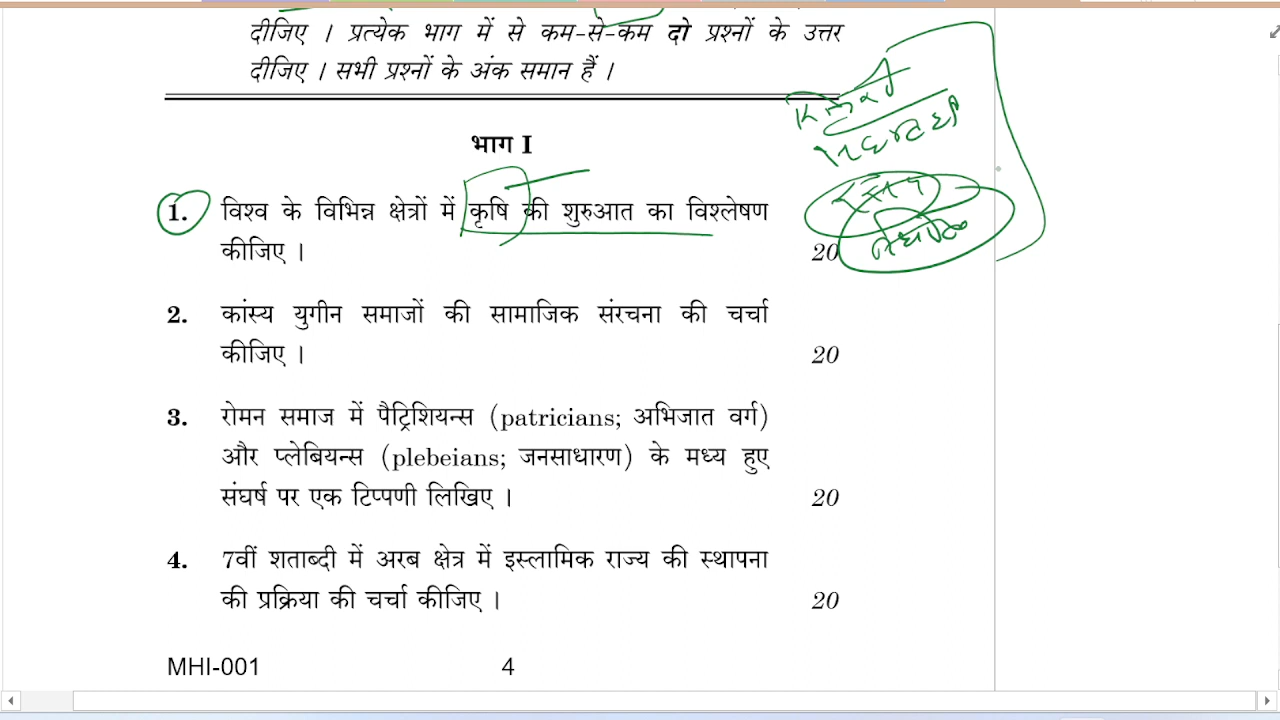 दीजिए । प्रत्येक भाग में से कम-से-कम दो प्रश्नों के उत्तर
दीजिए । सभी प्रश्नों के अंक समान हैं ।
भाग I
1. विश्व के विभिन्न क्षेत्रों में कृषि की शुरुआत का विश्लेषण
कीजिए । 20
2. कांस्य युगीन समाजों की सामाजिक संरचना की चर्चा
कीजिए । 20
3. रोमन समाज में पैट्रिशियन्स (patricians; अभिजात वर्ग)
और प्लेबियन्स (plebeians; जनसाधारण) के मध्य हुए
संघर्ष पर एक टिप्पणी लिखिए । 20
4. 7वीं शताब्दी में अरब क्षेत्र में इस्लामिक राज्य की स्थापना
की प्रक्रिया की चर्चा कीजिए । 20
MHI-001 4